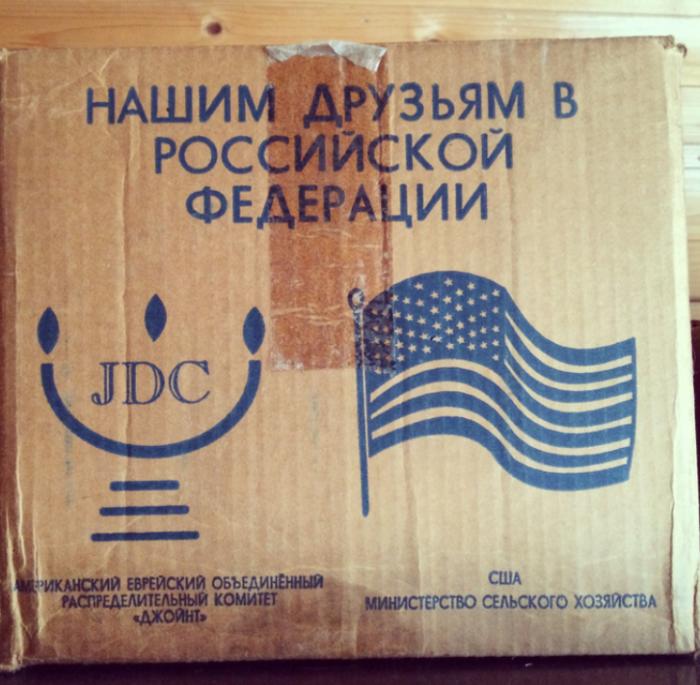 НАШИМ ДРУЗЬЯМ В
РОССИЙСКОЙ
ФЕДЕРАЦИИ
JDC
АМЕРИКАНСКИЙ ЕВРЕЙСКИЙ ОБЪЕДИНЁННЫЙ
РАСПРЕДЕЛИТЕЛЬНЫЙ КОМИТЕТ
«ДЖОЙНТ»
США
МИНИСТЕРСТВО СЕЛЬСКОГО ХОЗЯЙСТВА